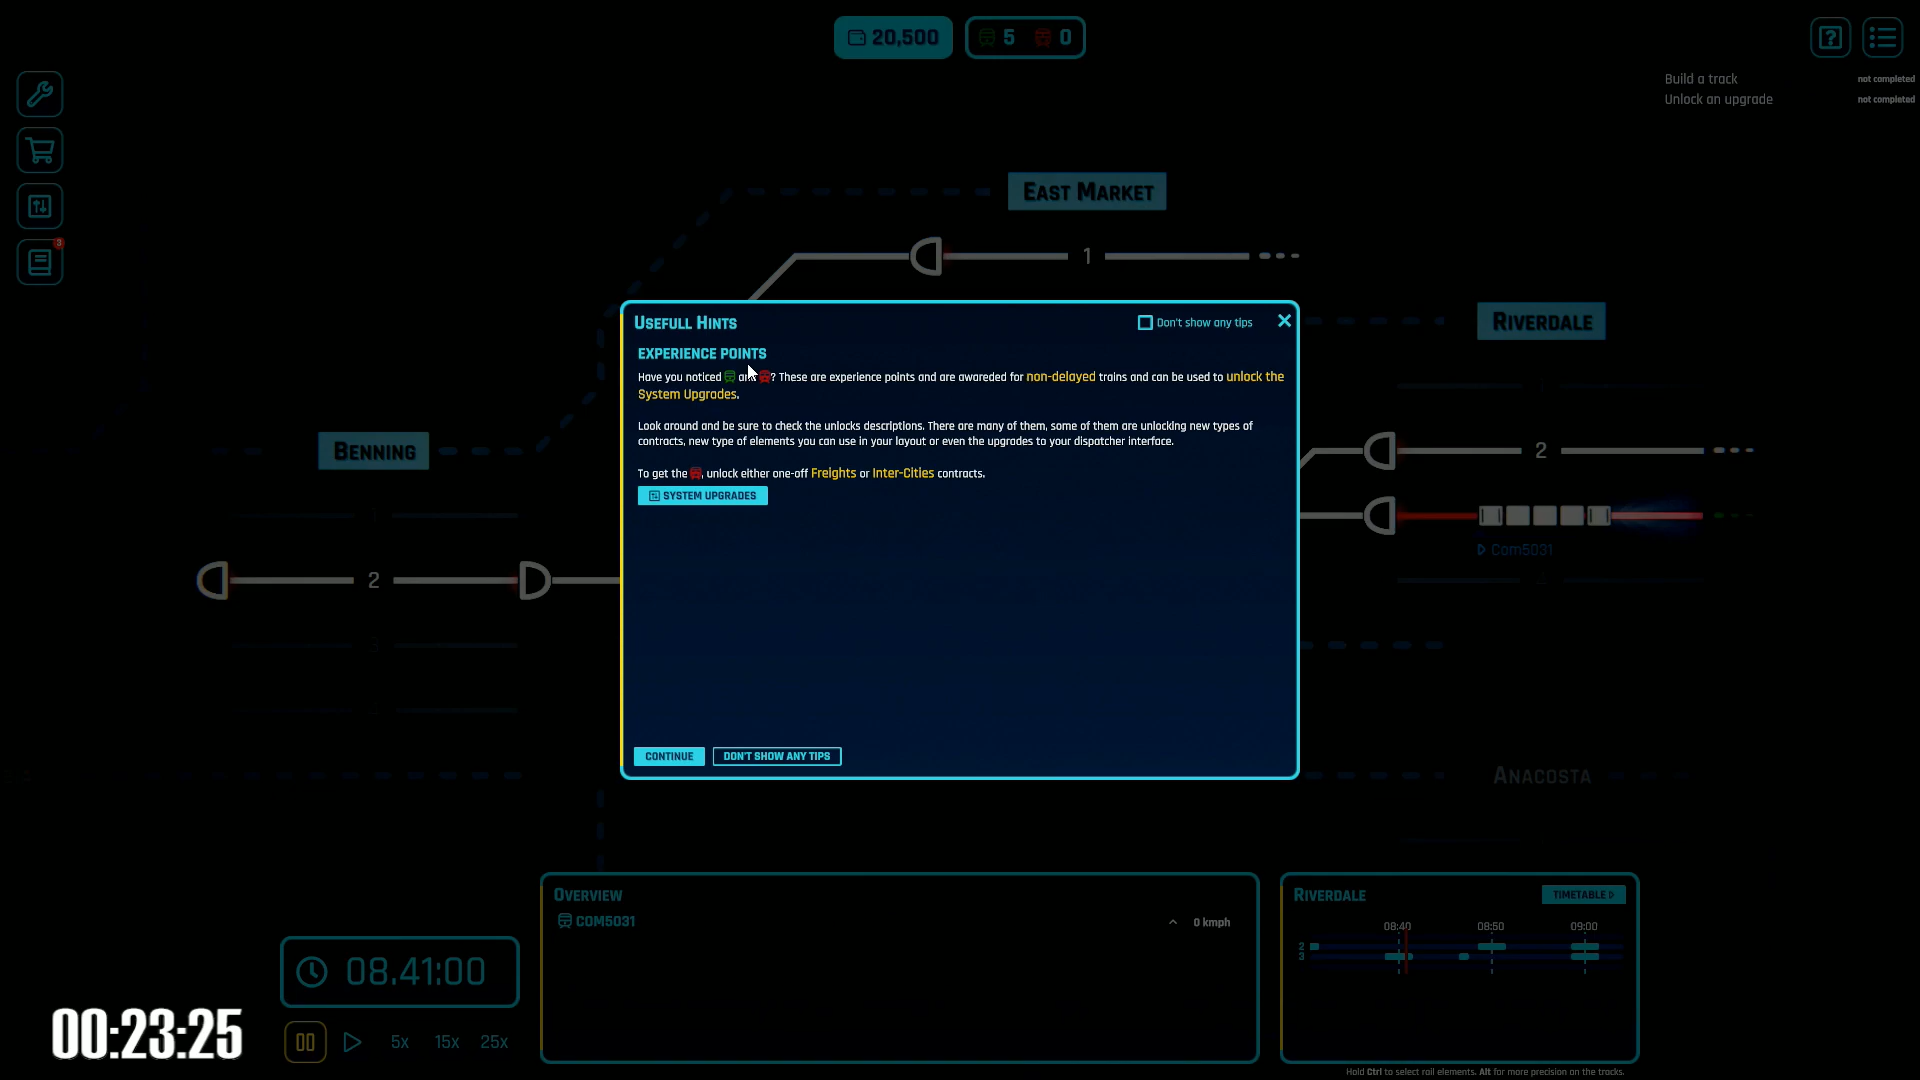 20,500
5 0
Build a track not completed
Unlock an upgrade not completed
EAST MARKET
1
USEFULL HINTS
Don't show any tips
RIVERDALE
EXPERIENCE POINTS
Have you noticed and ? These are experience points and are awareded for non-delayed trains and can be used to unlock the
System Upgrades.
Look around and be sure to check the unlocks descriptions. There are many of them, some of them are unlocking new types of
contracts, new type of elements you can use in your layout or even the upgrades to your dispatcher interface.
To get the , unlock either one-off Freights or Inter-Cities contracts.
SYSTEM UPGRADES
CONTINUE
DON'T SHOW ANY TIPS
3
BENNING
2
Com5031
2
3
ANACOSTA
OVERVIEW
COM5031
0 kmph
RIVERDALE
TIMETABLE
08:40 08:50 09:00
2
3
08.41:00
5x 15x 25x
00:23:25
Hold Ctrl to select rail elements. Alt for more precision on the tracks.